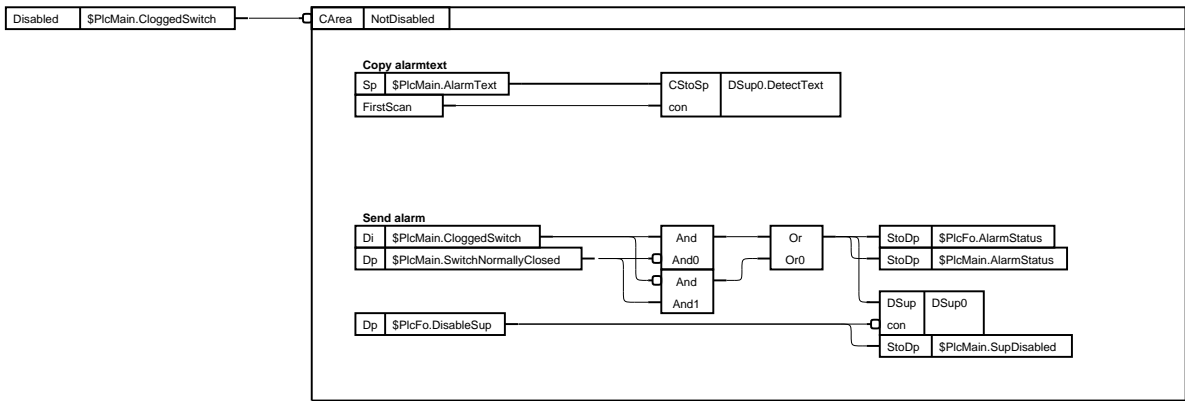 Disabled $PlcMain.CloggedSwitch CArea NotDisabled
Copy alarmtext
Sp $PlcMain.AlarmText CStoSp DSup0.DetectText
FirstScan con
Send alarm
Di $PlcMain.CloggedSwitch And Or StoDp $PlcFo.AlarmStatus
Dp $PlcMain.SwitchNormallyClosed And0 Or0 StoDp $PlcMain.AlarmStatus
And
And1 DSup DSup0
Dp $PlcFo.DisableSup con
StoDp $PlcMain.SupDisabled